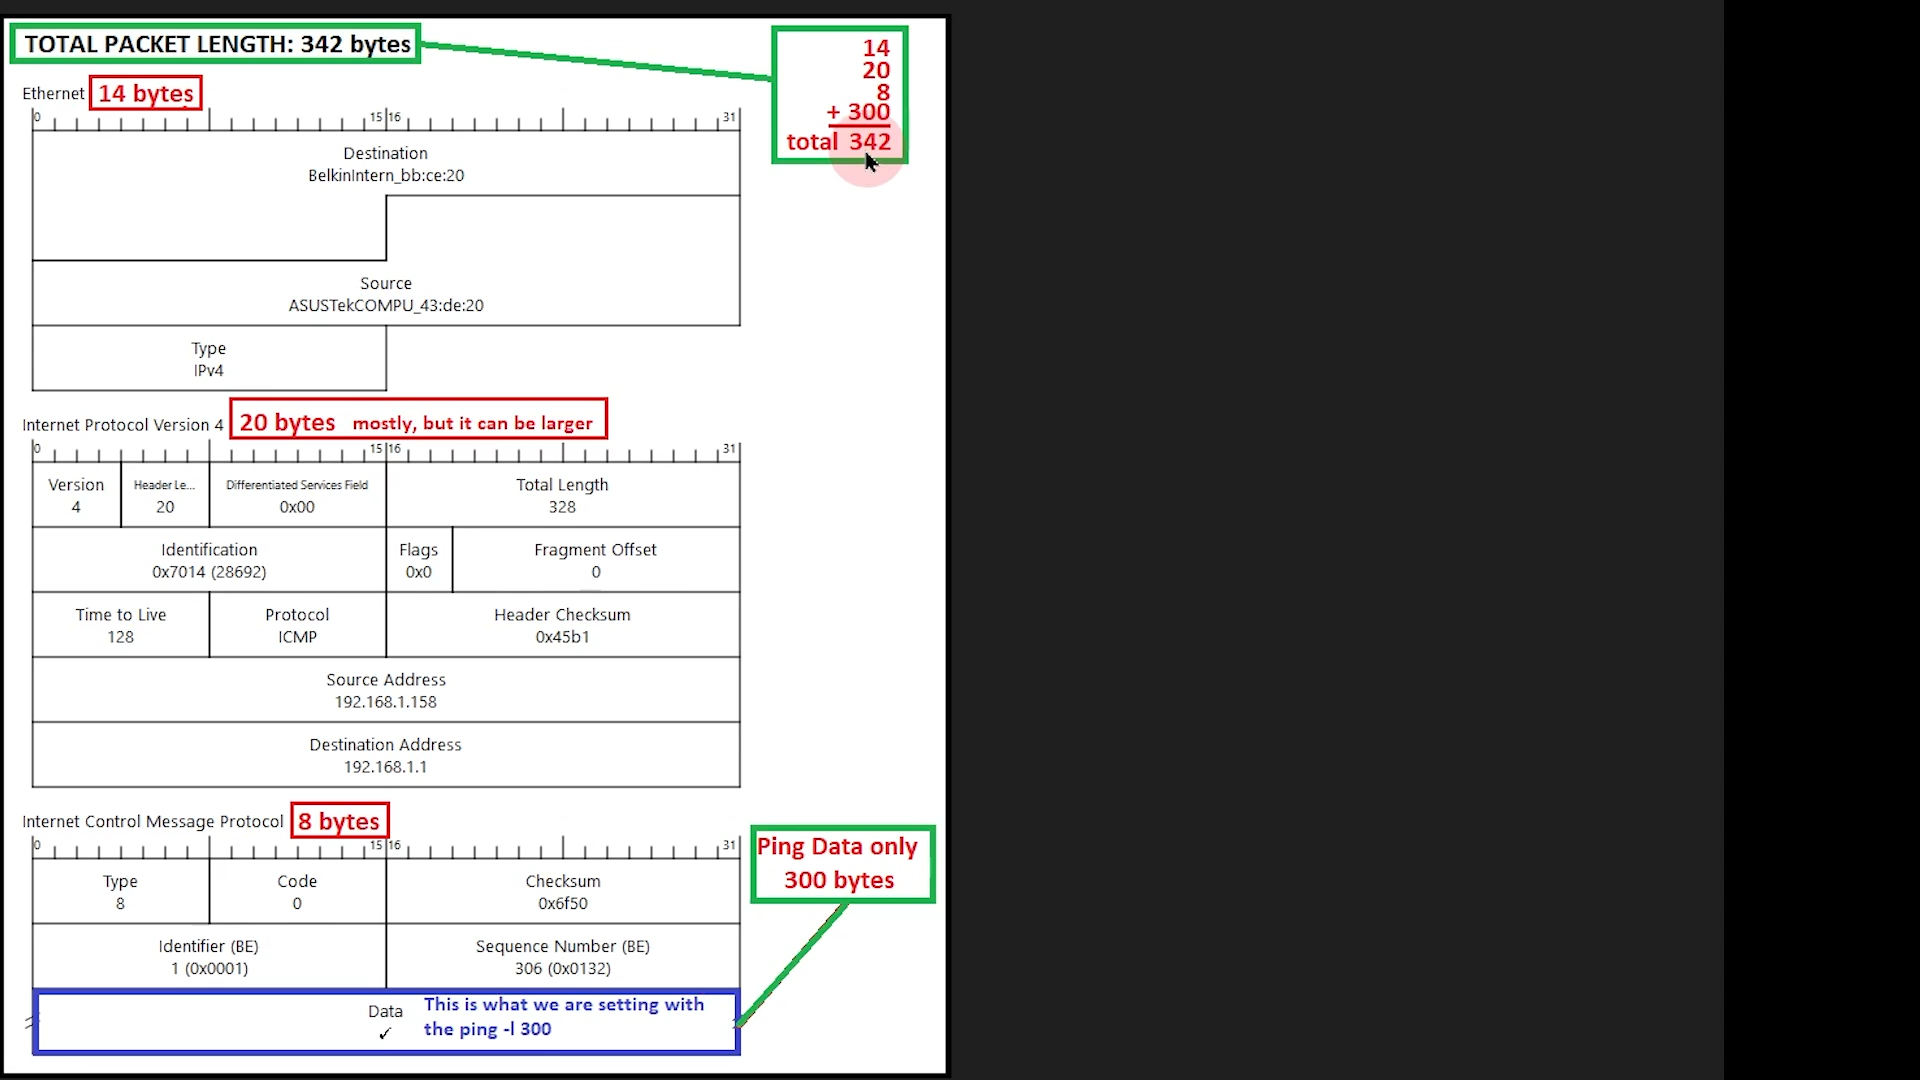 TOTAL PACKET LENGTH: 342 bytes
14
20
8
+ 300
total 342
Ethernet 14 bytes
0 15 16 31
Destination
BelkinIntern_bb:ce:20
Source
ASUSTekCOMPU_43:de:20
Type
IPv4
Internet Protocol Version 4 20 bytes mostly, but it can be larger
0 15 16 31
Version Header Le... Differentiated Services Field Total Length
4 20 0x00 328
Identification Flags Fragment Offset
0x7014 (28692) 0x0 0
Time to Live Protocol Header Checksum
128 ICMP 0x45b1
Source Address
192.168.1.158
Destination Address
192.168.1.1
Internet Control Message Protocol 8 bytes
0 15 16 31
Ping Data only
300 bytes
Type Code Checksum
8 0 0x6f50
Identifier (BE) Sequence Number (BE)
1 (0x0001) 306 (0x0132)
Data This is what we are setting with
✓ the ping -l 300